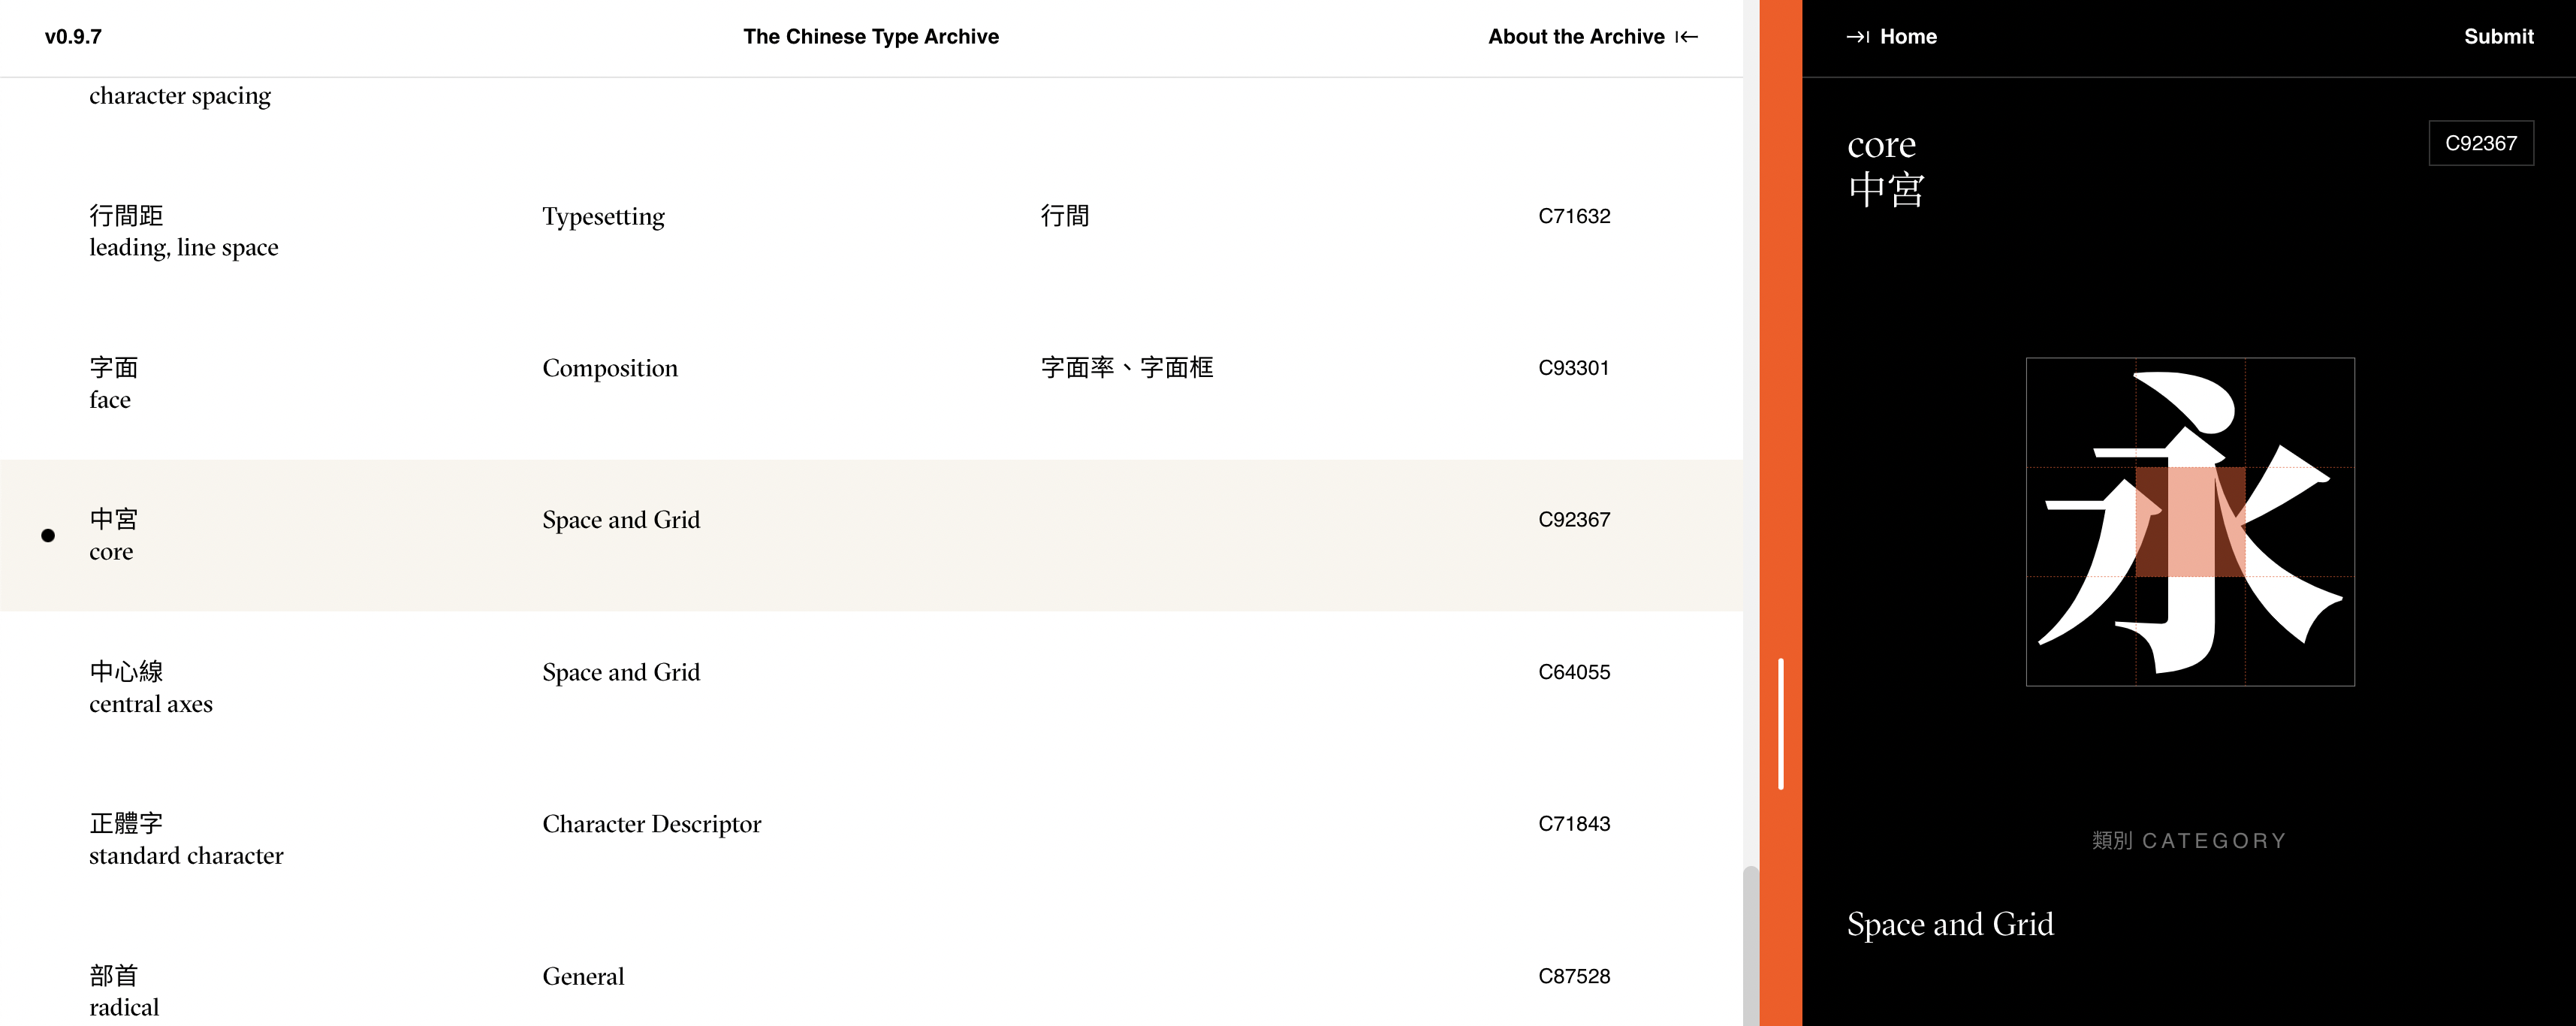 v0.9.7
The Chinese Type Archive
About the Archive
character spacing
行間距
leading, line space
Typesetting
行間
C71632
字面
face
Composition
字面率、字面框
C93301
中宮
core
Space and Grid
C92367
中心線
central axes
Space and Grid
C64055
正體字
standard character
Character Descriptor
C71843
部首
radical
General
C87528
Home
Submit
core
中宮
C92367
永
類別 CATEGORY
Space and Grid